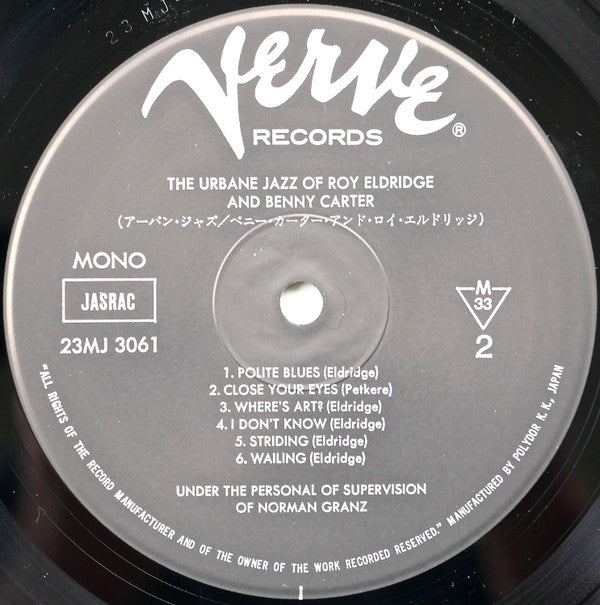 23 MJ
Verve
RECORDS®
THE URBANE JAZZ OF ROY ELDRIDGE
AND BENNY CARTER
(アーバン・ジャズ/ベニー・カーター・アンド・ロイ・エルドリッジ)
MONO
JASRAC
23MJ 3061
M
33
2
1. POLITE BLUES (Eldridge)
2. CLOSE YOUR EYES (Petkere)
3. WHERE'S ART? (Eldridge)
4. I DON'T KNOW (Eldridge)
5. STRIDING (Eldridge)
6. WAILING (Eldridge)
UNDER THE PERSONAL OF SUPERVISION
OF NORMAN GRANZ
"ALL RIGHTS OF THE RECORD MANUFACTURER AND OF THE OWNER OF THE WORK RECORDED RESERVED." MANUFACTURED BY POLYDOR K. K., JAPAN
1